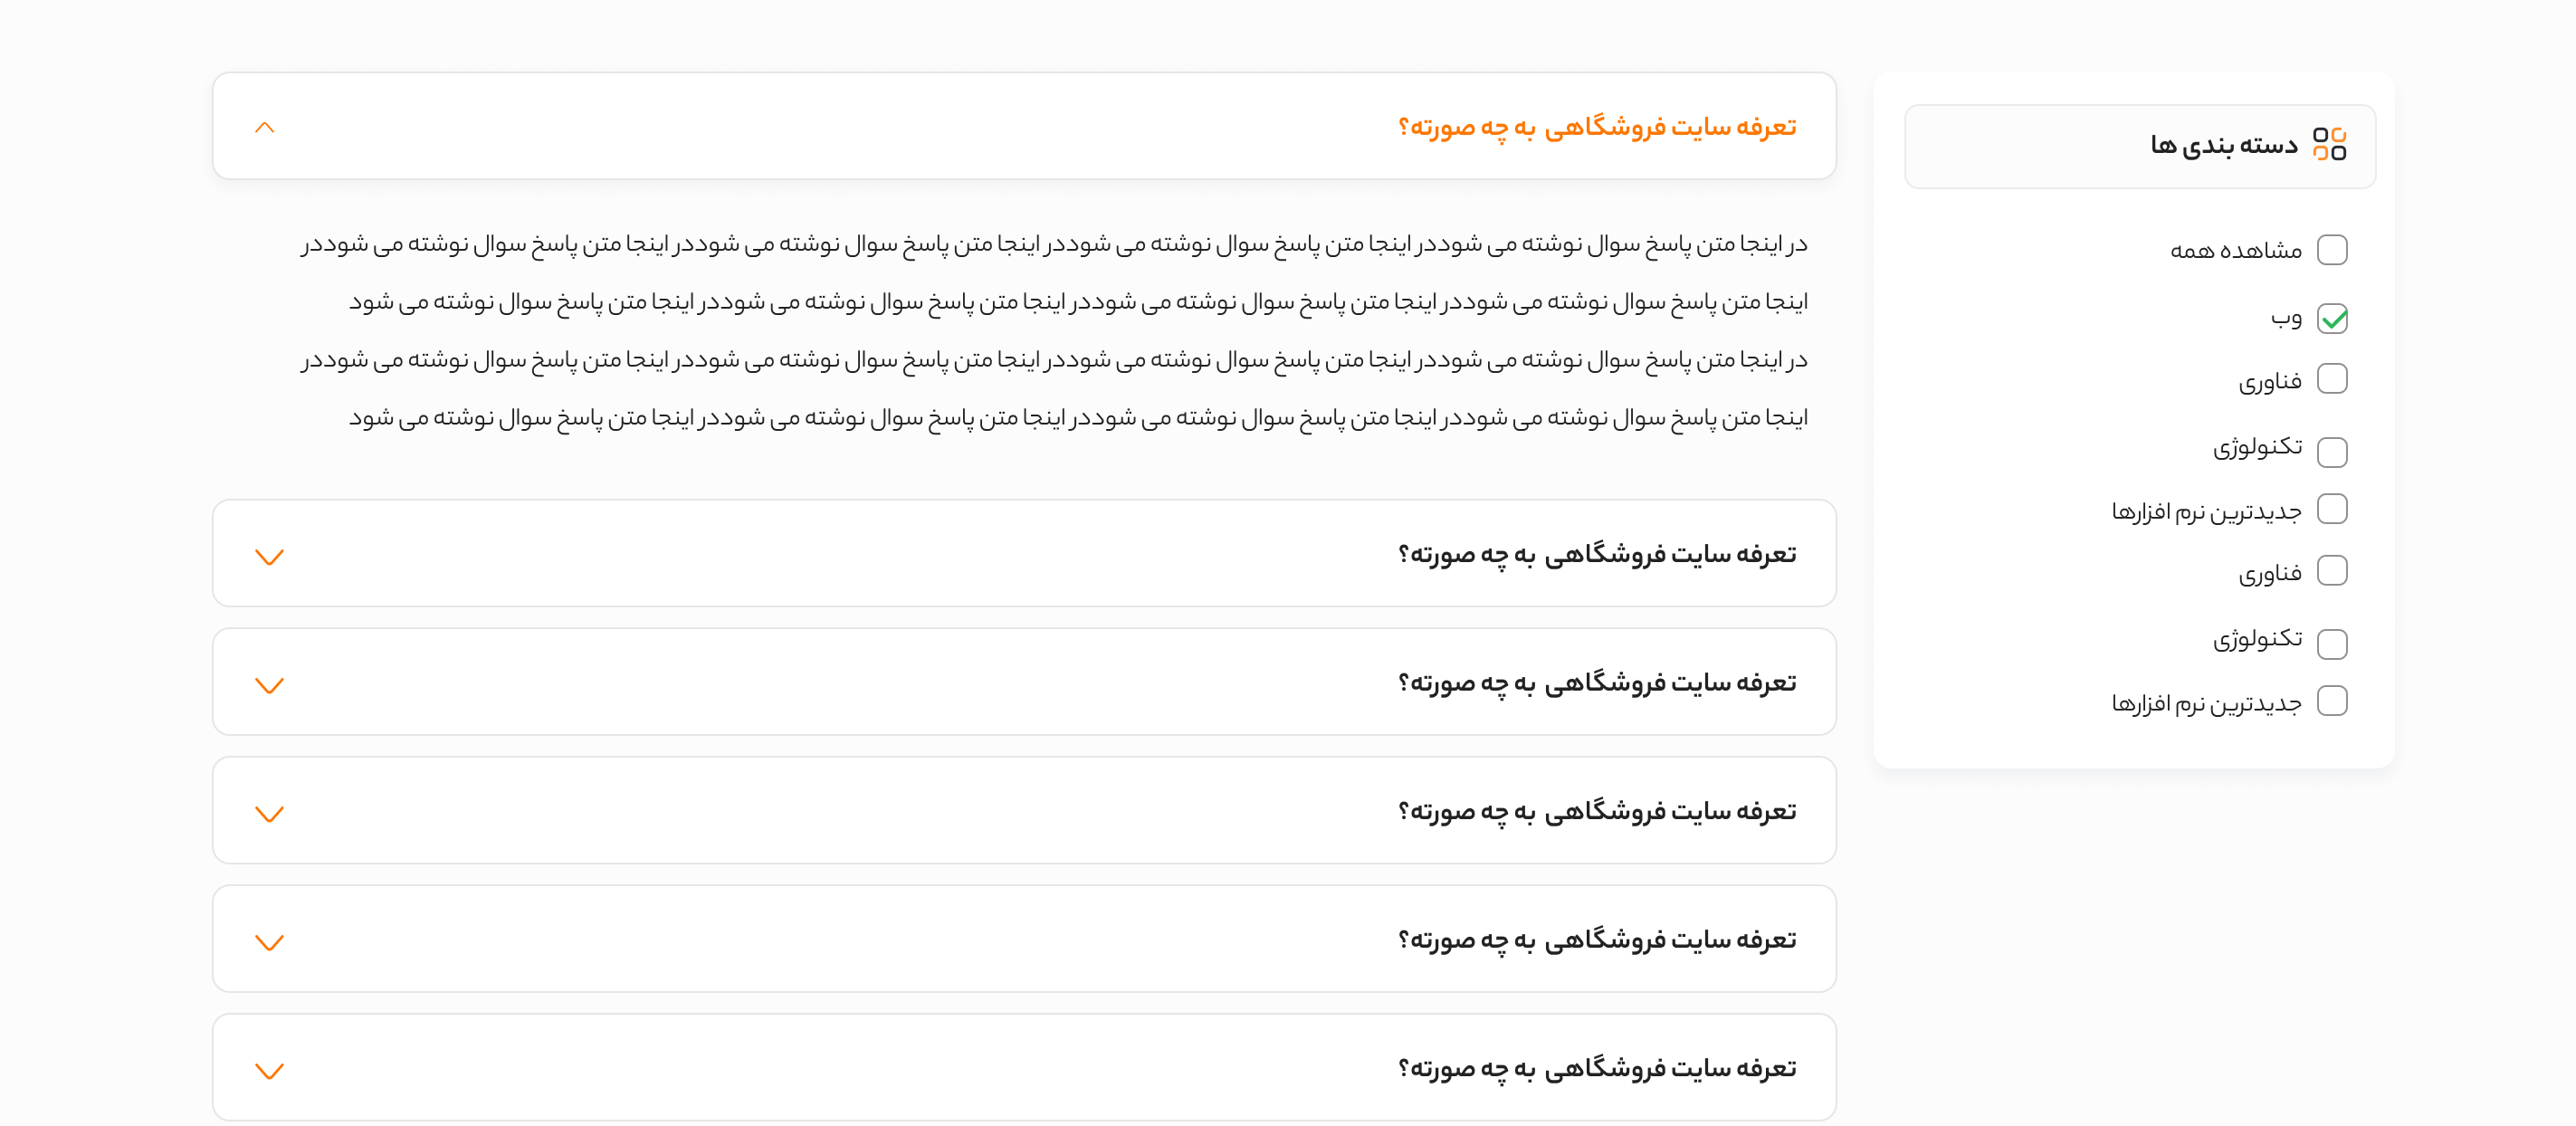 دسته بندی ها
مشاهده همه
وب
فناوری
تکنولوژی
جدیدترین نرم افزارها
فناوری
تکنولوژی
جدیدترین نرم افزارها
تعرفه سایت فروشگاهی به چه صورته؟
در اینجا متن پاسخ سوال نوشته می شوددر اینجا متن پاسخ سوال نوشته می شوددر اینجا متن پاسخ سوال نوشته می شوددر اینجا متن پاسخ سوال نوشته می شوددر
اینجا متن پاسخ سوال نوشته می شوددر اینجا متن پاسخ سوال نوشته می شوددر اینجا متن پاسخ سوال نوشته می شوددر اینجا متن پاسخ سوال نوشته می شود
در اینجا متن پاسخ سوال نوشته می شوددر اینجا متن پاسخ سوال نوشته می شوددر اینجا متن پاسخ سوال نوشته می شوددر اینجا متن پاسخ سوال نوشته می شوددر
اینجا متن پاسخ سوال نوشته می شوددر اینجا متن پاسخ سوال نوشته می شوددر اینجا متن پاسخ سوال نوشته می شوددر اینجا متن پاسخ سوال نوشته می شود
تعرفه سایت فروشگاهی به چه صورته؟
تعرفه سایت فروشگاهی به چه صورته؟
تعرفه سایت فروشگاهی به چه صورته؟
تعرفه سایت فروشگاهی به چه صورته؟
تعرفه سایت فروشگاهی به چه صورته؟